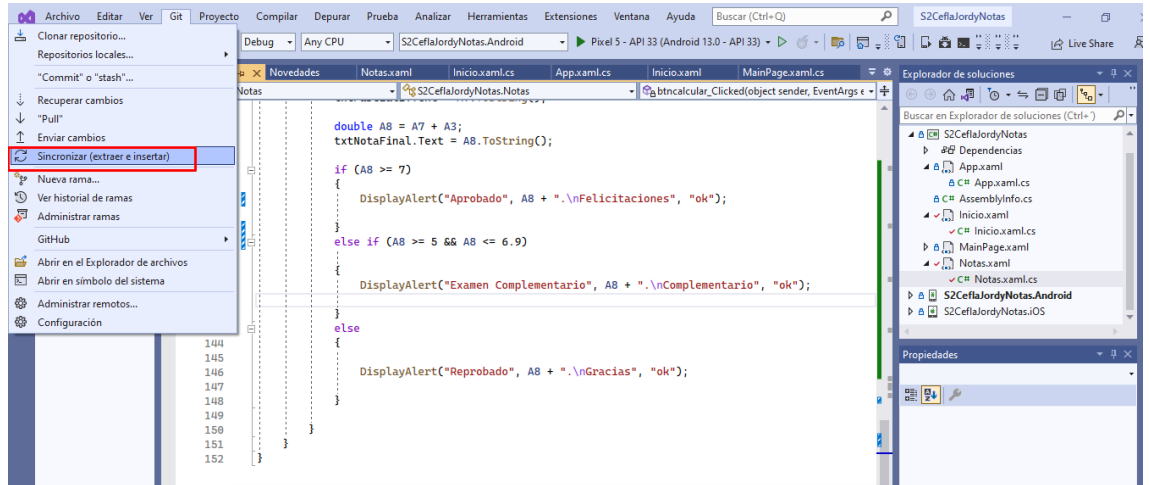 Archivo Editar Ver Git Proyecto Compilar Depurar Prueba Analizar Herramientas Extensiones Ventana Ayuda Buscar (Ctrl+Q) S2CeflaJordyNotas
Clonar repositorio...
Repositorios locales...
"Commit" o "stash"...
Recuperar cambios
"Pull"
Enviar cambios
Sincronizar (extraer e insertar)
Nueva rama...
Ver historial de ramas
Administrar ramas
GitHub
Abrir en el Explorador de archivos
Abrir en símbolo del sistema
Administrar remotos...
Configuración
Debug Any CPU S2CeflaJordyNotas.Android Pixel 5 - API 33 (Android 13.0 - API 33) Live Share
Novedades Notas.xaml Inicio.xaml.cs App.xaml.cs Inicio.xaml MainPage.xaml.cs
Notas S2CeflaJordyNotas.Notas btncalcular_Clicked(object sender, EventArgs e
double A8 = A7 + A3;
txtNotaFinal.Text = A8.ToString();
if (A8 >= 7)
{
DisplayAlert("Aprobado", A8 + ".\nFelicitaciones", "ok");
}
else if (A8 >= 5 && A8 <= 6.9)
{
DisplayAlert("Examen Complementario", A8 + ".\nComplementario", "ok");
}
else
144 {
145
146 DisplayAlert("Reprobado", A8 + ".\nGracias", "ok");
147
148 }
149
150 }
151 }
152 }
Explorador de soluciones
Buscar en Explorador de soluciones (Ctrl+´)
S2CeflaJordyNotas
Dependencias
App.xaml
C# App.xaml.cs
C# AssemblyInfo.cs
Inicio.xaml
C# Inicio.xaml.cs
MainPage.xaml
Notas.xaml
C# Notas.xaml.cs
S2CeflaJordyNotas.Android
S2CeflaJordyNotas.iOS
Propiedades